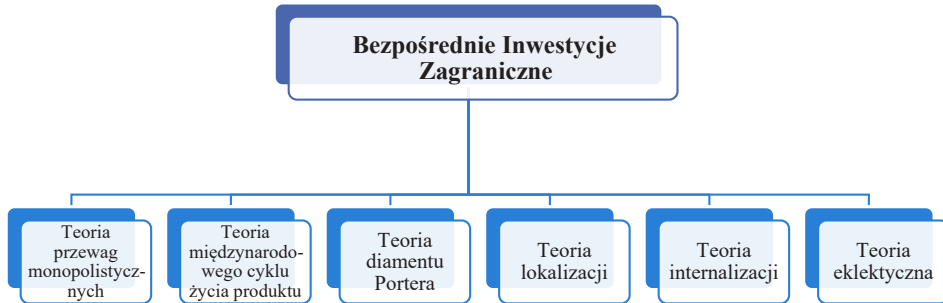 Bezpośrednie Inwestycje
Zagraniczne
Teoria
przewag
monopolistycz-
nych
Teoria
międzynarodo-
wego cyklu
życia produktu
Teoria
diamentu
Portera
Teoria
lokalizacji
Teoria
internalizacji
Teoria
eklektyczna